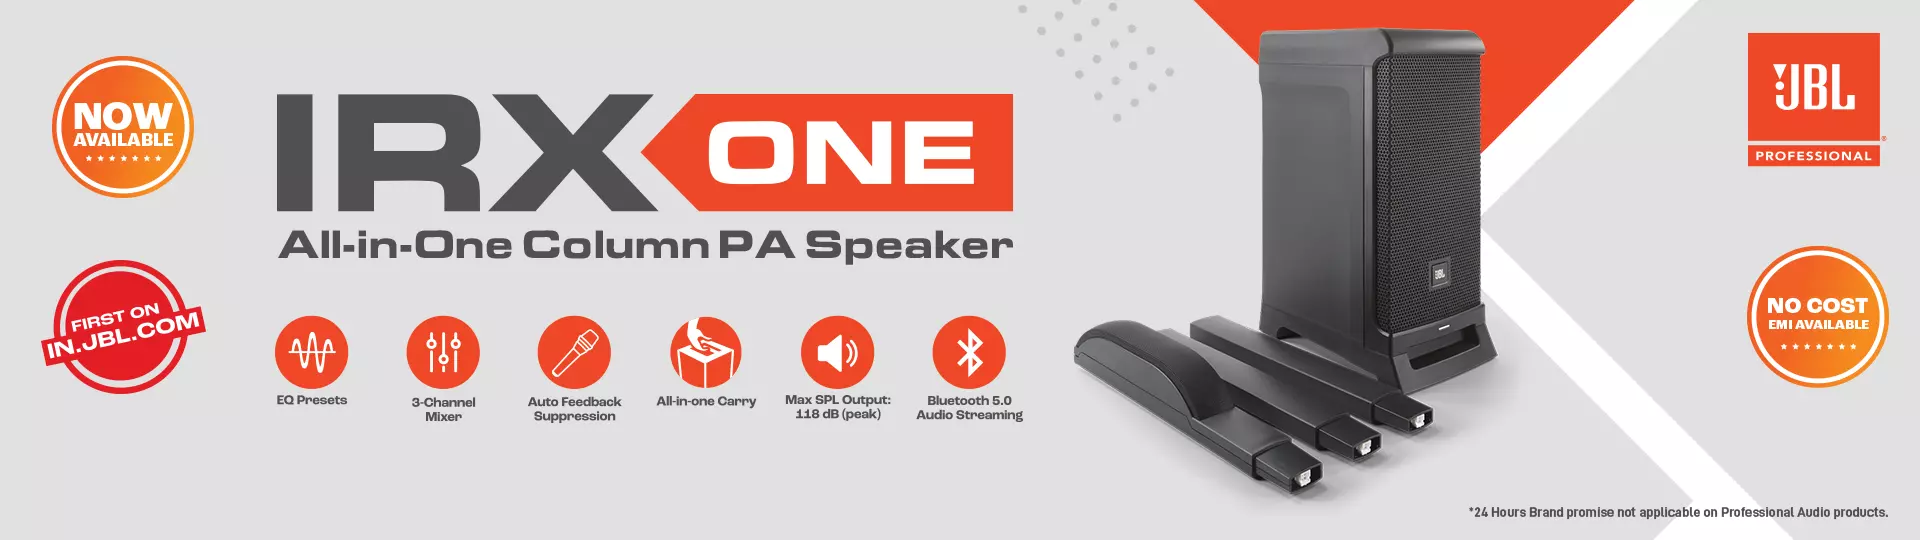 NOW
AVAILABLE
IRX ONE
All-in-One Column PA Speaker
FIRST ON
IN.JBL.COM
EQ Presets
3-Channel
Mixer
Auto Feedback
Suppression
All-in-one Carry
Max SPL Output:
118 dB (peak)
Bluetooth 5.0
Audio Streaming
JBL
JBL
®
PROFESSIONAL
NO COST
EMI AVAILABLE
*24 Hours Brand promise not applicable on Professional Audio products.